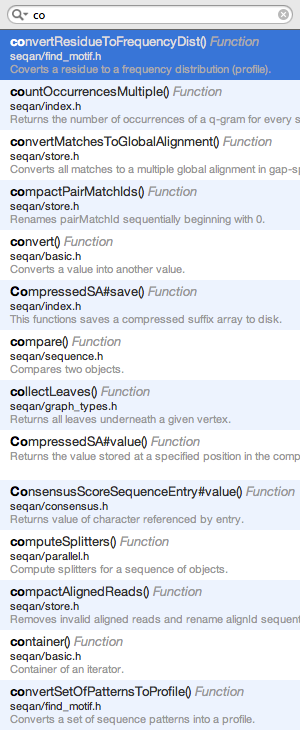 co
convertResidueToFrequencyDist() Function
seqan/find_motif.h
Coverts a residue to a frequency distribution (profile).
countOccurrencesMultiple() Function
seqan/index.h
Returns the number of occurrences of a q-gram for every s
convertMatchesToGlobalAlignment() Function
seqan/store.h
Converts all matches to a multiple global alignment in gap-sp
compactPairMatchIds() Function
seqan/store.h
Renames pairMatchId sequentially beginning with 0.
convert() Function
seqan/basic.h
Converts a value into another value.
CompressedSA#save() Function
seqan/index.h
This functions saves a compressed suffix array to disk.
compare() Function
seqan/sequence.h
Compares two objects.
collectLeaves() Function
seqan/graph_types.h
Returns all leaves underneath a given vertex.
CompressedSA#value() Function
Returns the value stored at a specified position in the comp
ConsensusScoreSequenceEntry#value() Function
seqan/consensus.h
Returns value of character referenced by entry.
computeSplitters() Function
seqan/parallel.h
Compute splitters for a sequence of objects.
compactAlignedReads() Function
seqan/store.h
Removes invalid aligned reads and rename alignId sequent
container() Function
seqan/basic.h
Container of an iterator.
convertSetOfPatternsToProfile() Function
seqan/find_motif.h
Converts a set of sequence patterns into a profile.